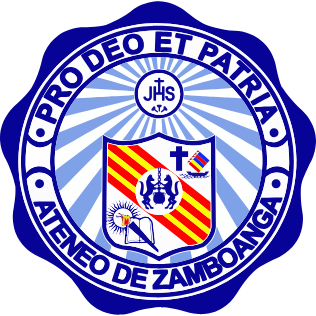 PRO DEO ET PATRIA
JHS
ATENEO DE ZAMBOANGA